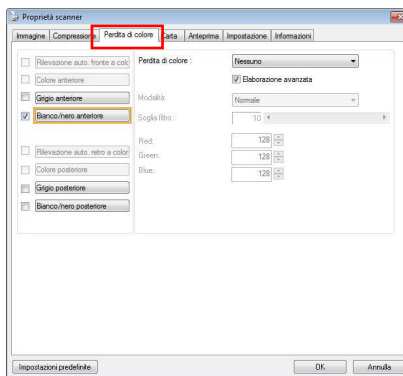 Proprietà scanner
Immagine Compressione Perdita di colore Carta Anteprima Impostazione Informazioni
Rilevazione auto. fronte a colo
Colore anteriore
Grigio anteriore
Bianco/nero anteriore
Rilevazione auto. retro a color
Colore posteriore
Grigio posteriore
Bianco/nero posteriore
Perdita di colore : Nessuno
Elaborazione avanzata
Modalità: Normale
Soglia filtro : 10
Red: 128
Green: 128
Blue: 128
Impostazioni predefinite OK Annulla